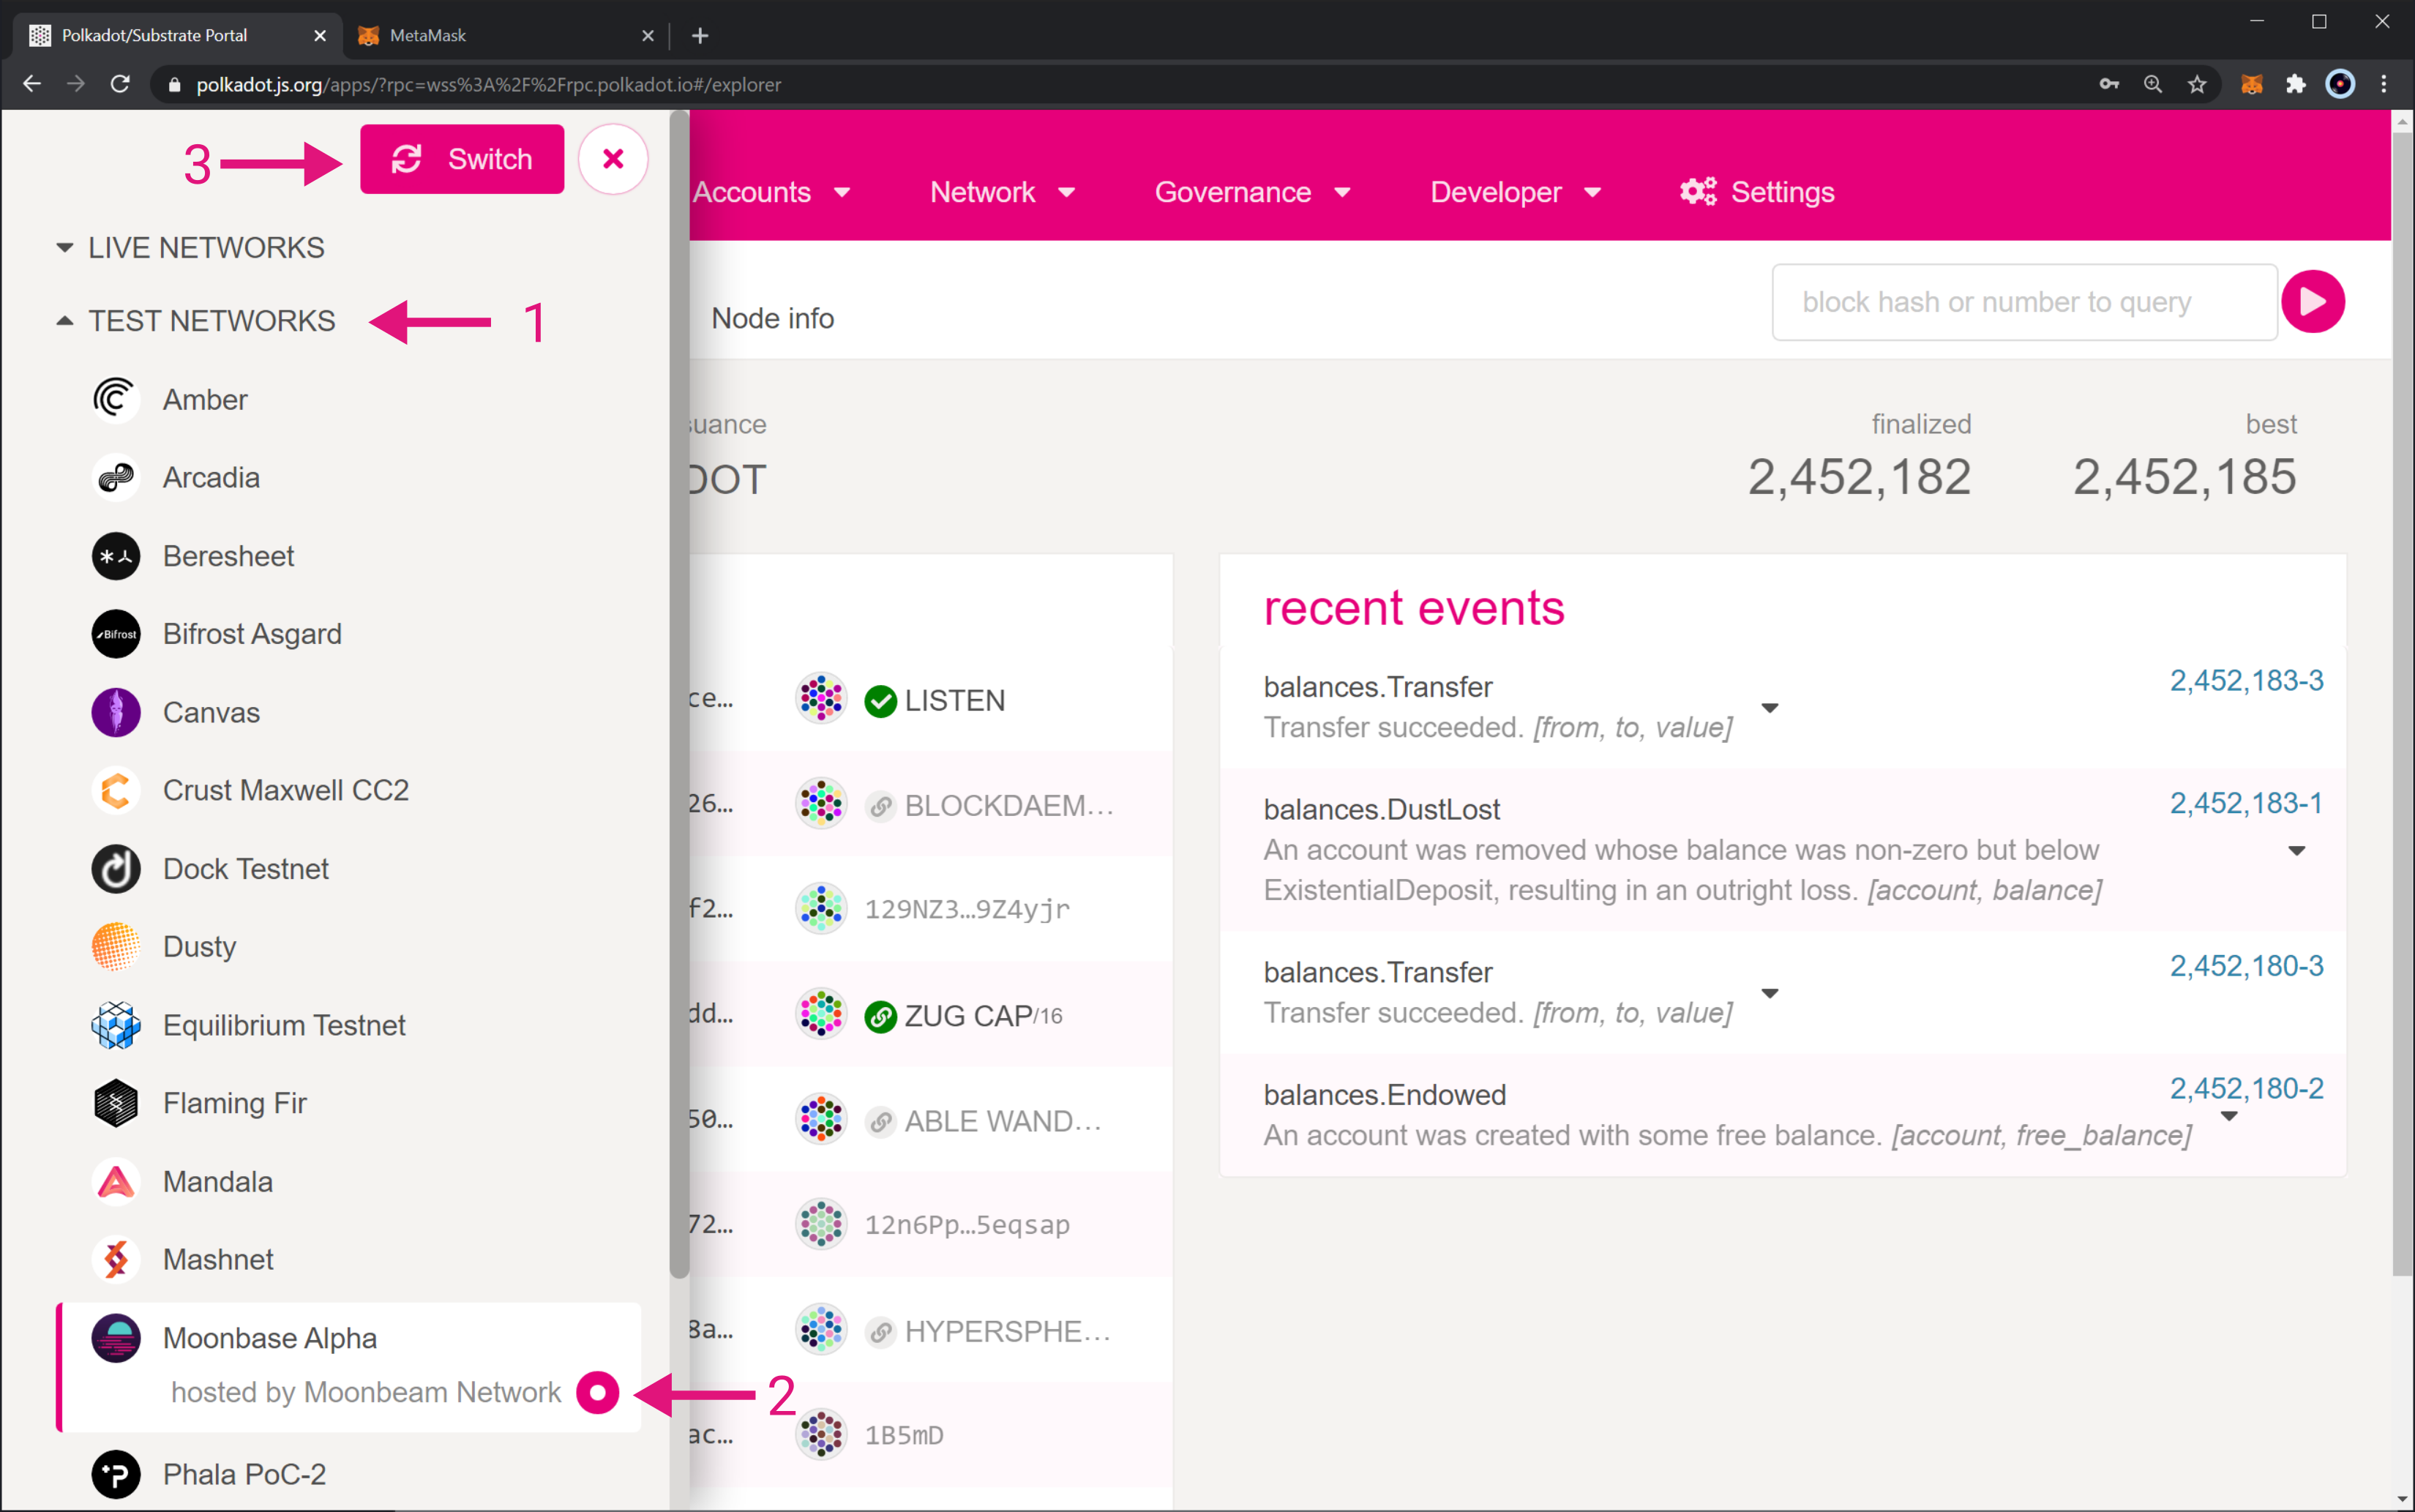 Polkadot/Substrate Portal
MetaMask
polkadot.js.org/apps/?rpc=wss%3A%2F%2Frpc.polkadot.io#/explorer
3
Switch
LIVE NETWORKS
TEST NETWORKS
1
Amber
Arcadia
Beresheet
Bifrost
Bifrost Asgard
Canvas
Crust Maxwell CC2
Dock Testnet
Dusty
Equilibrium Testnet
Flaming Fir
Mandala
Mashnet
Moonbase Alpha
hosted by Moonbeam Network
2
Phala PoC-2
Accounts
Network
Governance
Developer
Settings
Node info
block hash or number to query
suance
DOT
finalized
2,452,182
best
2,452,185
ce...
LISTEN
26...
BLOCKDAEM...
f2...
129NZ3...9Z4yjr
dd...
ZUG CAP/16
50...
ABLE WAND...
72...
12n6Pp...5eqsap
8a...
HYPERSPHE...
ac...
1B5mD
recent events
balances.Transfer
2,452,183-3
Transfer succeeded. [from, to, value]
balances.DustLost
2,452,183-1
An account was removed whose balance was non-zero but below
ExistentialDeposit, resulting in an outright loss. [account, balance]
balances.Transfer
2,452,180-3
Transfer succeeded. [from, to, value]
balances.Endowed
2,452,180-2
An account was created with some free balance. [account, free_balance]